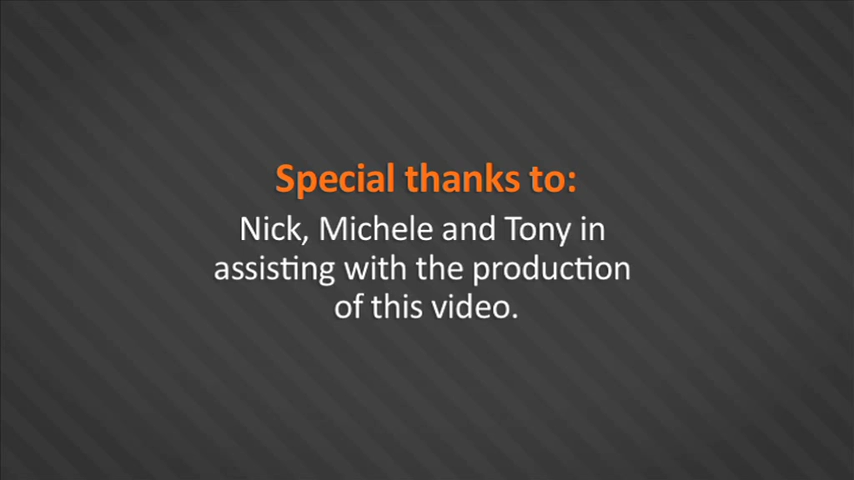 Special thanks to:
Nick, Michele and Tony in
assisting with the production
of this video.